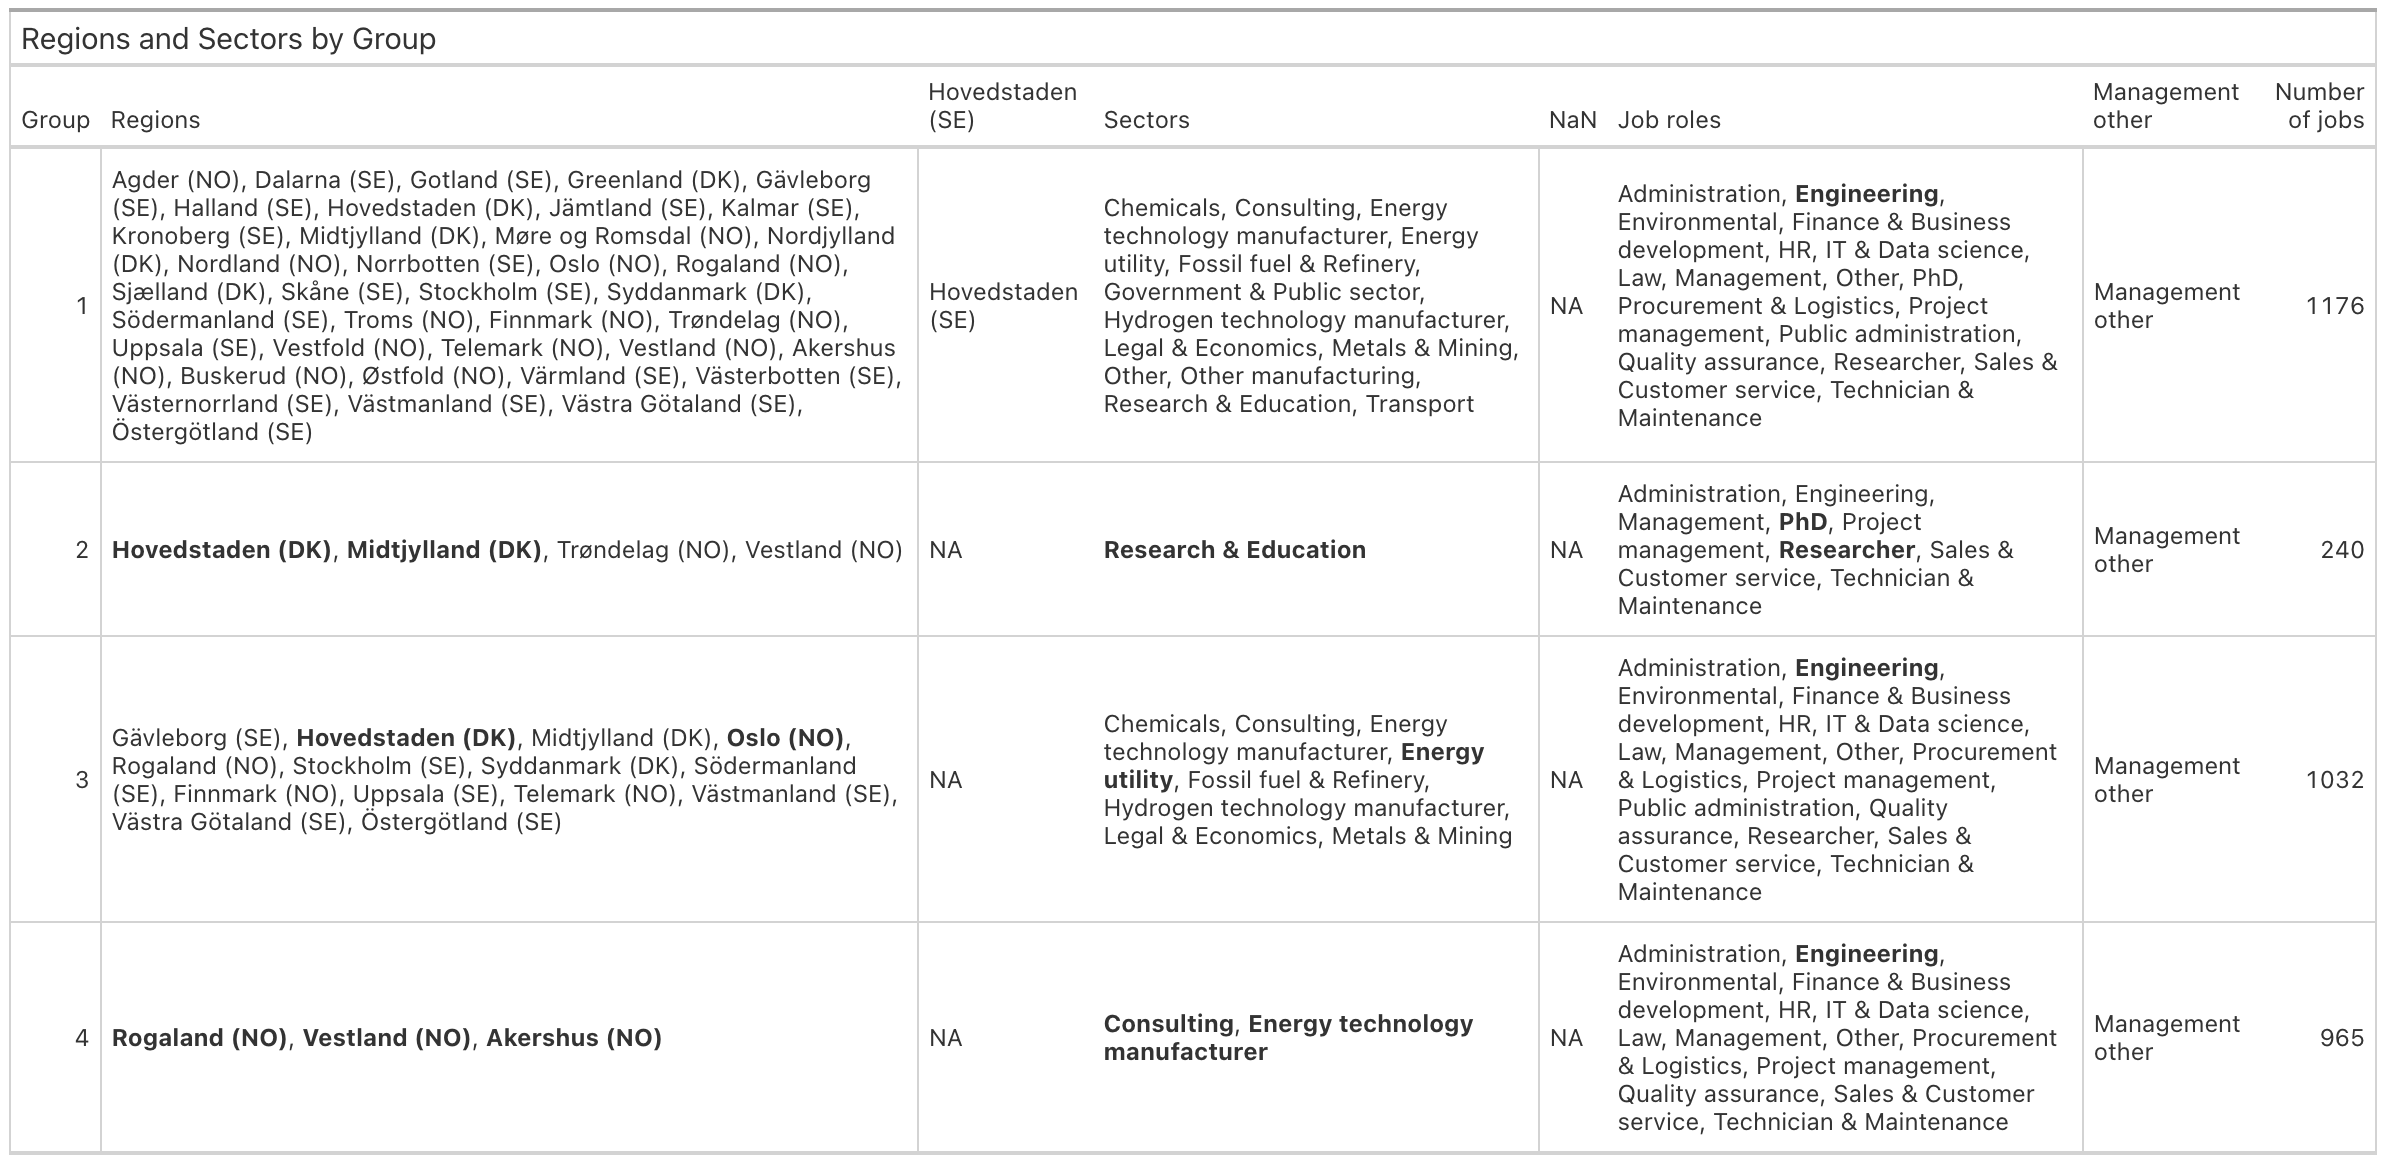 Regions and Sectors by Group
Group
Regions
Hovedstaden
(SE)
Sectors
NaN
Job roles
Management
other
Number
of jobs
1
Agder (NO), Dalarna (SE), Gotland (SE), Greenland (DK), Gävleborg
(SE), Halland (SE), Hovedstaden (DK), Jämtland (SE), Kalmar (SE),
Kronoberg (SE), Midtjylland (DK), Møre og Romsdal (NO), Nordjylland
(DK), Nordland (NO), Norrbotten (SE), Oslo (NO), Rogaland (NO),
Sjælland (DK), Skåne (SE), Stockholm (SE), Syddanmark (DK),
Södermanland (SE), Troms (NO), Finnmark (NO), Trøndelag (NO),
Uppsala (SE), Vestfold (NO), Telemark (NO), Vestland (NO), Akershus
(NO), Buskerud (NO), Østfold (NO), Värmland (SE), Västerbotten (SE),
Västernorrland (SE), Västmanland (SE), Västra Götaland (SE),
Östergötland (SE)
Hovedstaden
(SE)
Chemicals, Consulting, Energy
technology manufacturer, Energy
utility, Fossil fuel & Refinery,
Government & Public sector,
Hydrogen technology manufacturer,
Legal & Economics, Metals & Mining,
Other, Other manufacturing,
Research & Education, Transport
NA
Administration, Engineering,
Environmental, Finance & Business
development, HR, IT & Data science,
Law, Management, Other, PhD,
Procurement & Logistics, Project
management, Public administration,
Quality assurance, Researcher, Sales &
Customer service, Technician &
Maintenance
Management
other
1176
2
Hovedstaden (DK), Midtjylland (DK), Trøndelag (NO), Vestland (NO)
NA
Research & Education
NA
Administration, Engineering,
Management, PhD, Project
management, Researcher, Sales &
Customer service, Technician &
Maintenance
Management
other
240
3
Gävleborg (SE), Hovedstaden (DK), Midtjylland (DK), Oslo (NO),
Rogaland (NO), Stockholm (SE), Syddanmark (DK), Södermanland
(SE), Finnmark (NO), Uppsala (SE), Telemark (NO), Västmanland (SE),
Västra Götaland (SE), Östergötland (SE)
NA
Chemicals, Consulting, Energy
technology manufacturer, Energy
utility, Fossil fuel & Refinery,
Hydrogen technology manufacturer,
Legal & Economics, Metals & Mining
NA
Administration, Engineering,
Environmental, Finance & Business
development, HR, IT & Data science,
Law, Management, Other, Procurement
& Logistics, Project management,
Public administration, Quality
assurance, Researcher, Sales &
Customer service, Technician &
Maintenance
Management
other
1032
4
Rogaland (NO), Vestland (NO), Akershus (NO)
NA
Consulting, Energy technology
manufacturer
NA
Administration, Engineering,
Environmental, Finance & Business
development, HR, IT & Data science,
Law, Management, Other, Procurement
& Logistics, Project management,
Quality assurance, Sales & Customer
service, Technician & Maintenance
Management
other
965